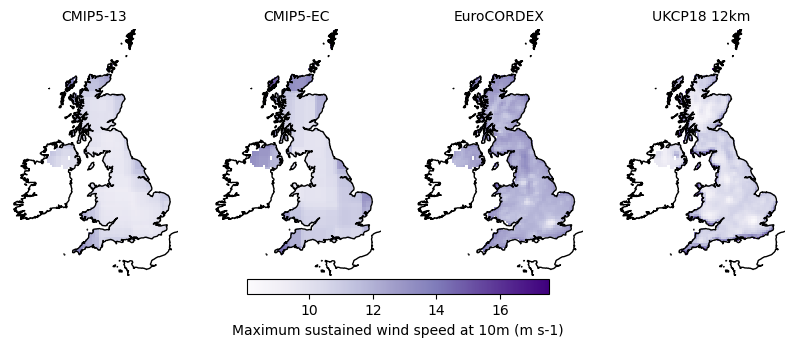 CMIP5-13 CMIP5-EC EuroCORDEX UKCP18 12km
10 12 14 16
Maximum sustained wind speed at 10m (m s-1)